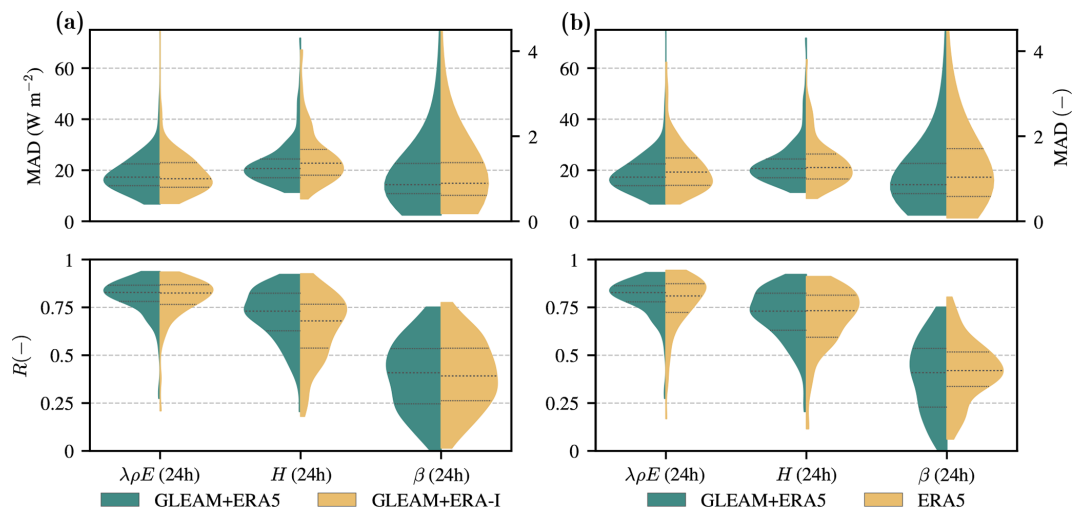 (a)
(b)
MAD (W m⁻²)
60
40
20
0
4
2
0
60
40
20
0
4
2
0
MAD (−)
R(−)
1
0.75
0.5
0.25
0
1
0.75
0.5
0.25
0
λρE (24h)
H (24h)
β (24h)
λρE (24h)
H (24h)
β (24h)
GLEAM+ERA5
GLEAM+ERA-I
GLEAM+ERA5
ERA5